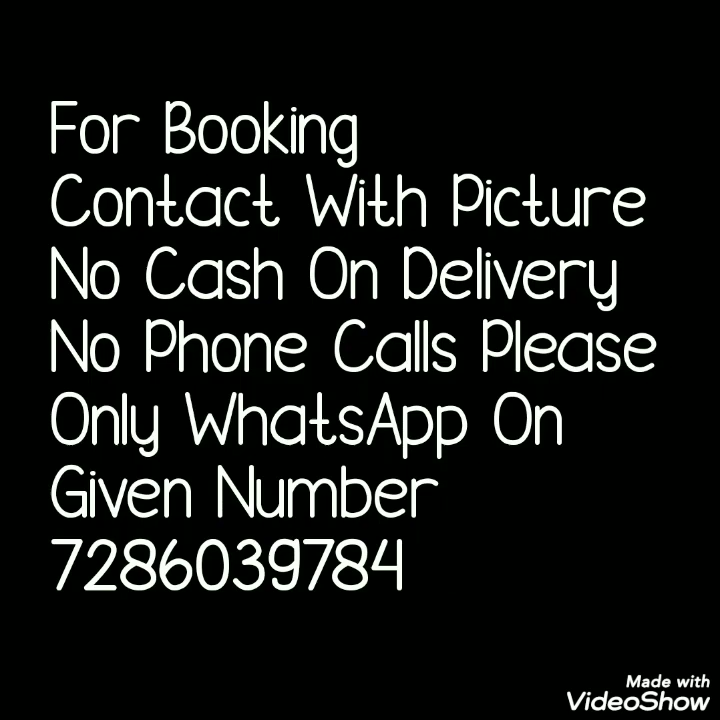 For Booking
Contact With Picture
No Cash On Delivery
No Phone Calls Please
Only WhatsApp On
Given Number
7286039784
Made with
VideoShow